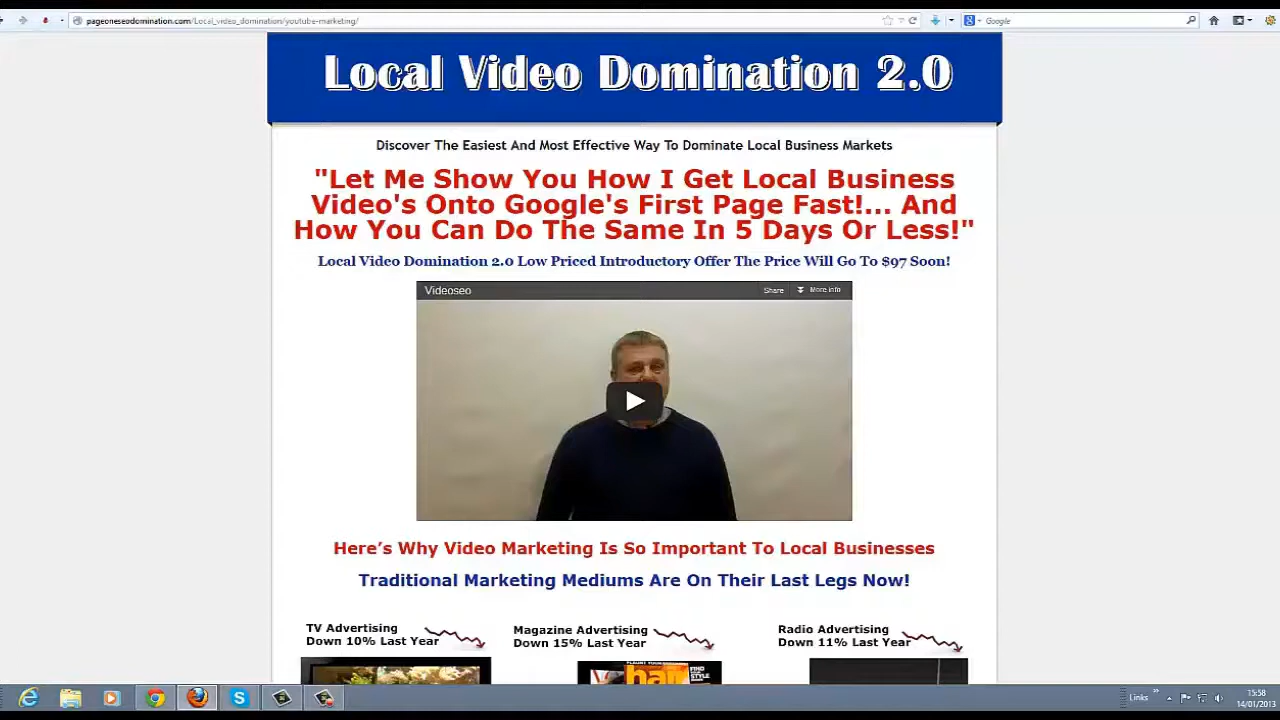 pageoneseodomination.com/Local_video_domination/youtube-marketing/
Google
Local Video Domination 2.0
Discover The Easiest And Most Effective Way To Dominate Local Business Markets
"Let Me Show You How I Get Local Business
Video's Onto Google's First Page Fast!... And
How You Can Do The Same In 5 Days Or Less!"
Local Video Domination 2.0 Low Priced Introductory Offer The Price Will Go To $97 Soon!
Videoseo
Share
More info
Here's Why Video Marketing Is So Important To Local Businesses
Traditional Marketing Mediums Are On Their Last Legs Now!
TV Advertising
Down 10% Last Year
Magazine Advertising
Down 15% Last Year
Radio Advertising
Down 11% Last Year
FIND
STYLE
Links
15:58
14/01/2013